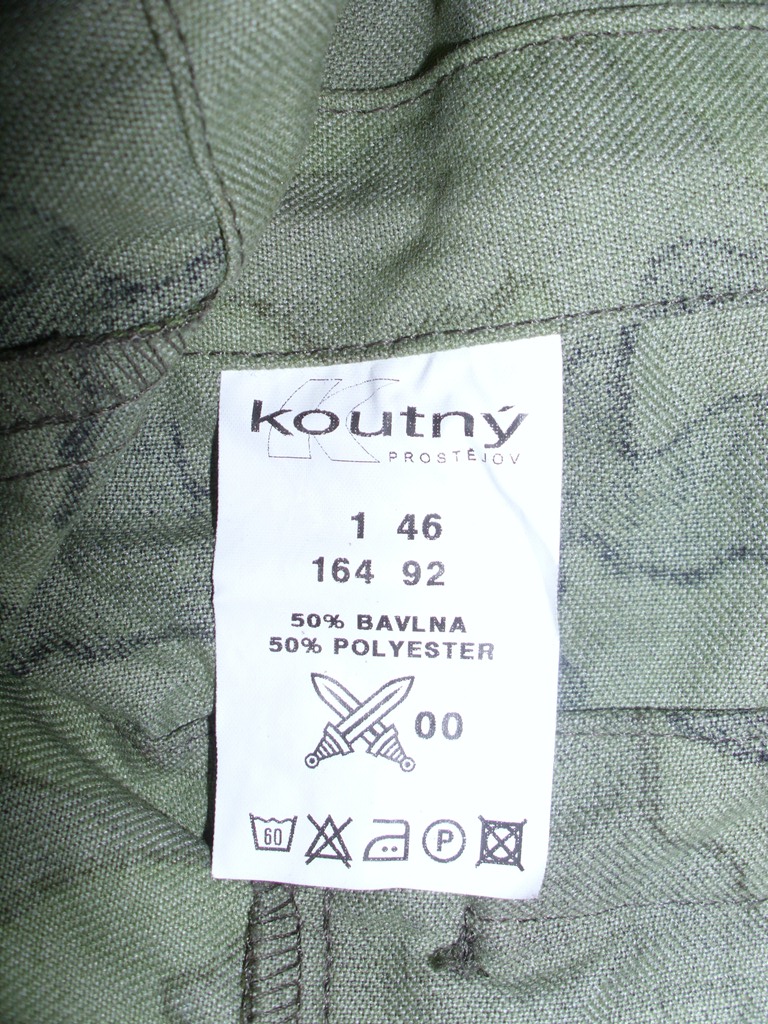 koutný
PROSTĚJOV
1 46
164 92
50% BAVLNA
50% POLYESTER
00
60 P